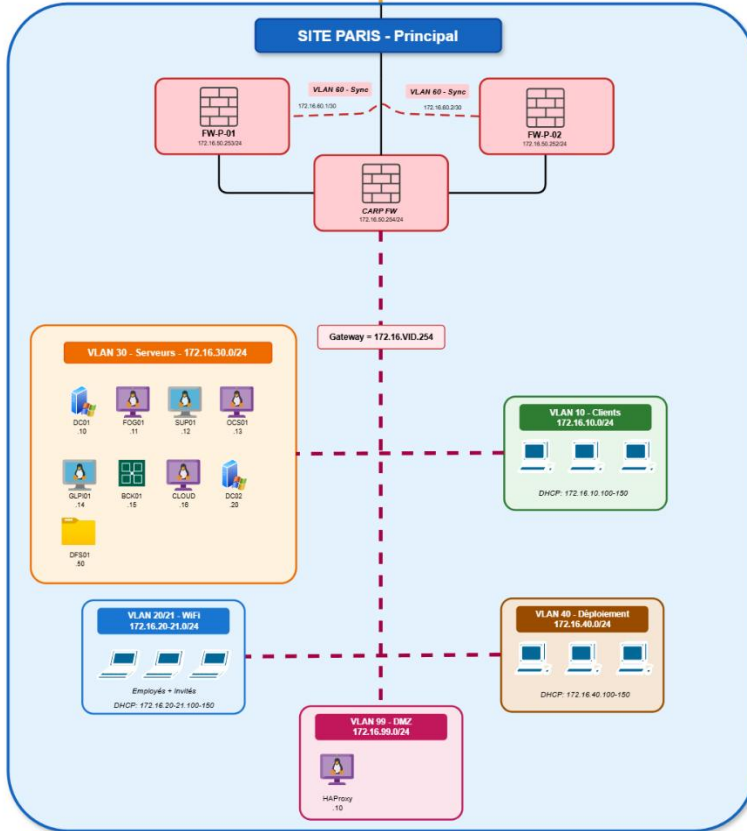 SITE PARIS - Principal
VLAN 60 - Sync
VLAN 60 - Sync
172.16.60.1/30
172.16.60.2/30
FW-P-01
172.16.50.253/24
FW-P-02
172.16.50.252/24
CARP FW
172.16.50.254/24
Gateway = 172.16.VID.254
VLAN 30 - Serveurs - 172.16.30.0/24
DC01
.10
FOG01
.11
SUP01
.12
OCS01
.13
GLPI01
.14
BCK01
.15
CLOUD
.16
DC02
.20
DFS01
.50
VLAN 10 - Clients
172.16.10.0/24
DHCP: 172.16.10.100-150
VLAN 20/21 - WiFi
172.16.20-21.0/24
Employés + invités
DHCP: 172.16.20-21.100-150
VLAN 40 - Déploiement
172.16.40.0/24
DHCP: 172.16.40.100-150
VLAN 99 - DMZ
172.16.99.0/24
HAProxy
.10